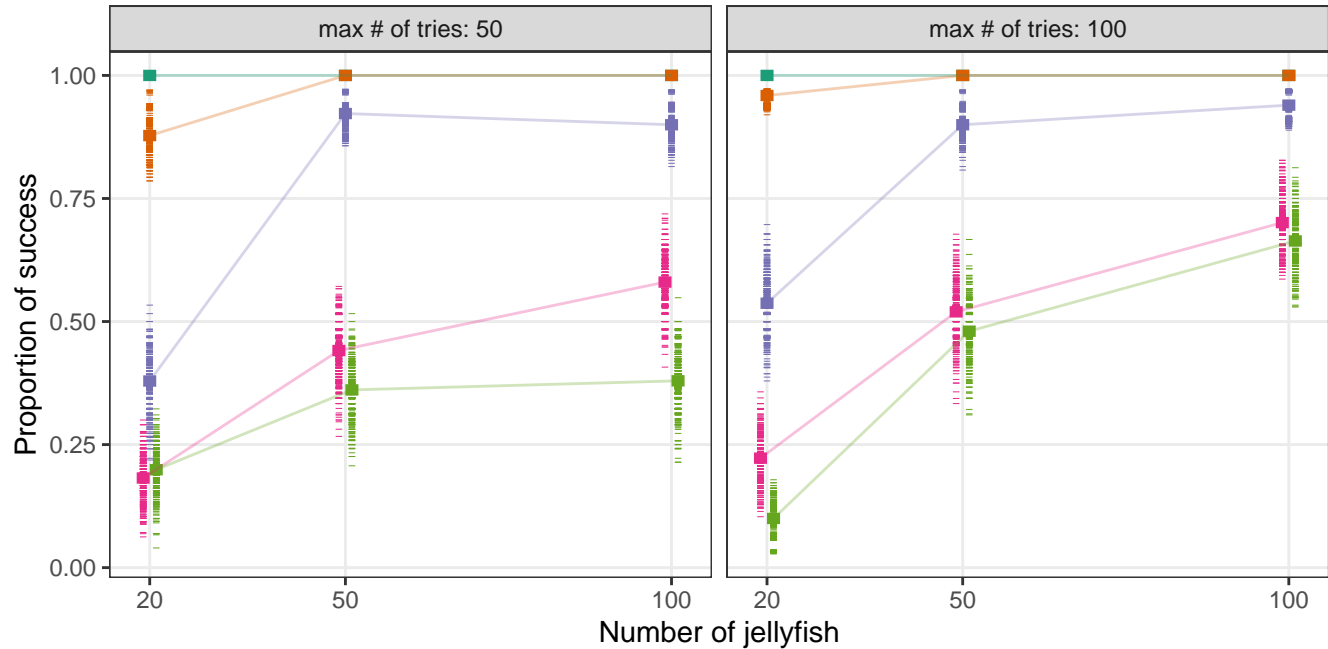 max # of tries: 50
max # of tries: 100
Proportion of success
1.00
0.75
0.50
0.25
0.00
20 50 100
20 50 100
Number of jellyfish